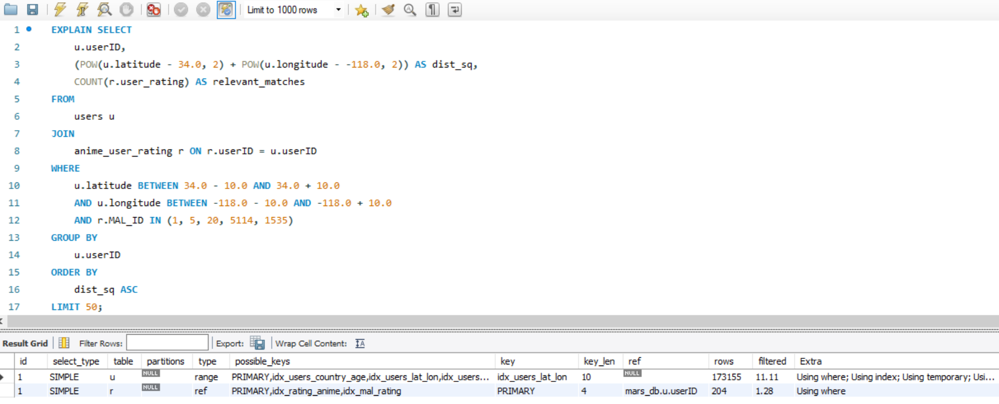 Limit to 1000 rows
1 EXPLAIN SELECT
2 u.userID,
3 (POW(u.latitude - 34.0, 2) + POW(u.longitude - -118.0, 2)) AS dist_sq,
4 COUNT(r.user_rating) AS relevant_matches
5 FROM
6 users u
7 JOIN
8 anime_user_rating r ON r.userID = u.userID
9 WHERE
10 u.latitude BETWEEN 34.0 - 10.0 AND 34.0 + 10.0
11 AND u.longitude BETWEEN -118.0 - 10.0 AND -118.0 + 10.0
12 AND r.MAL_ID IN (1, 5, 20, 5114, 1535)
13 GROUP BY
14 u.userID
15 ORDER BY
16 dist_sq ASC
17 LIMIT 50;
Result Grid Filter Rows: Export: Wrap Cell Content: IA
id select_type table partitions type possible_keys key key_len ref rows filtered Extra
1 SIMPLE u NULL range PRIMARY,idx_users_country_age,idx_users_lat_lon,idx_users... idx_users_lat_lon 10 NULL 173155 11.11 Using where; Using index; Using temporary; Usi...
1 SIMPLE r NULL ref PRIMARY,idx_rating_anime,idx_mal_rating PRIMARY 4 mars_db.u.userID 204 1.28 Using where